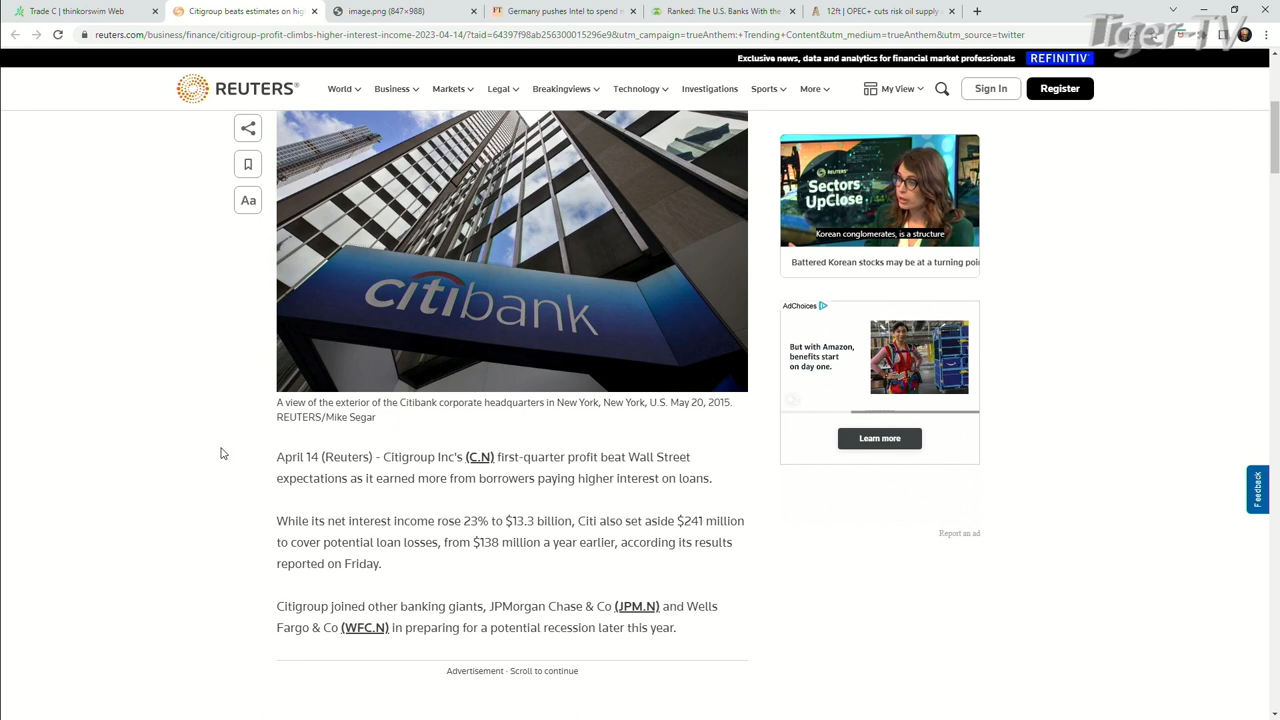 Trade C | thinkorswim Web
Citigroup beats estimates as high
image.png (847×988)
Germany pushes Intel to spend m
Ranked: The U.S. Banks With the
12ft | OPEC+ cuts risk oil supply
Tiger-TV
reuters.com/business/finance/citigroup-profit-climbs-higher-interest-income-2023-04-14/?taid=64397f98ab25630015296e9&utm_campaign=trueAnthem:+Trending+Content&utm_medium=trueAnthem&utm_source=twitter
Exclusive news, data and analytics for financial market professionals REFINITIV
REUTERS®
World Business Markets Legal Breakingviews Technology Investigations Sports More
My View
Sign In
Register
Aa
citibank
REUTERS
Sectors
UpClose
Korean conglomerates, is a structure
Battered Korean stocks may be at a turning poi
AdChoices
But with Amazon,
benefits start
on day one.
Learn more
Report an ad
Feedback
A view of the exterior of the Citibank corporate headquarters in New York, New York, U.S. May 20, 2015.
REUTERS/Mike Segar
April 14 (Reuters) - Citigroup Inc's (C.N) first-quarter profit beat Wall Street
expectations as it earned more from borrowers paying higher interest on loans.
While its net interest income rose 23% to $13.3 billion, Citi also set aside $241 million
to cover potential loan losses, from $138 million a year earlier, according its results
reported on Friday.
Citigroup joined other banking giants, JPMorgan Chase & Co (JPM.N) and Wells
Fargo & Co (WFC.N) in preparing for a potential recession later this year.
Advertisement · Scroll to continue